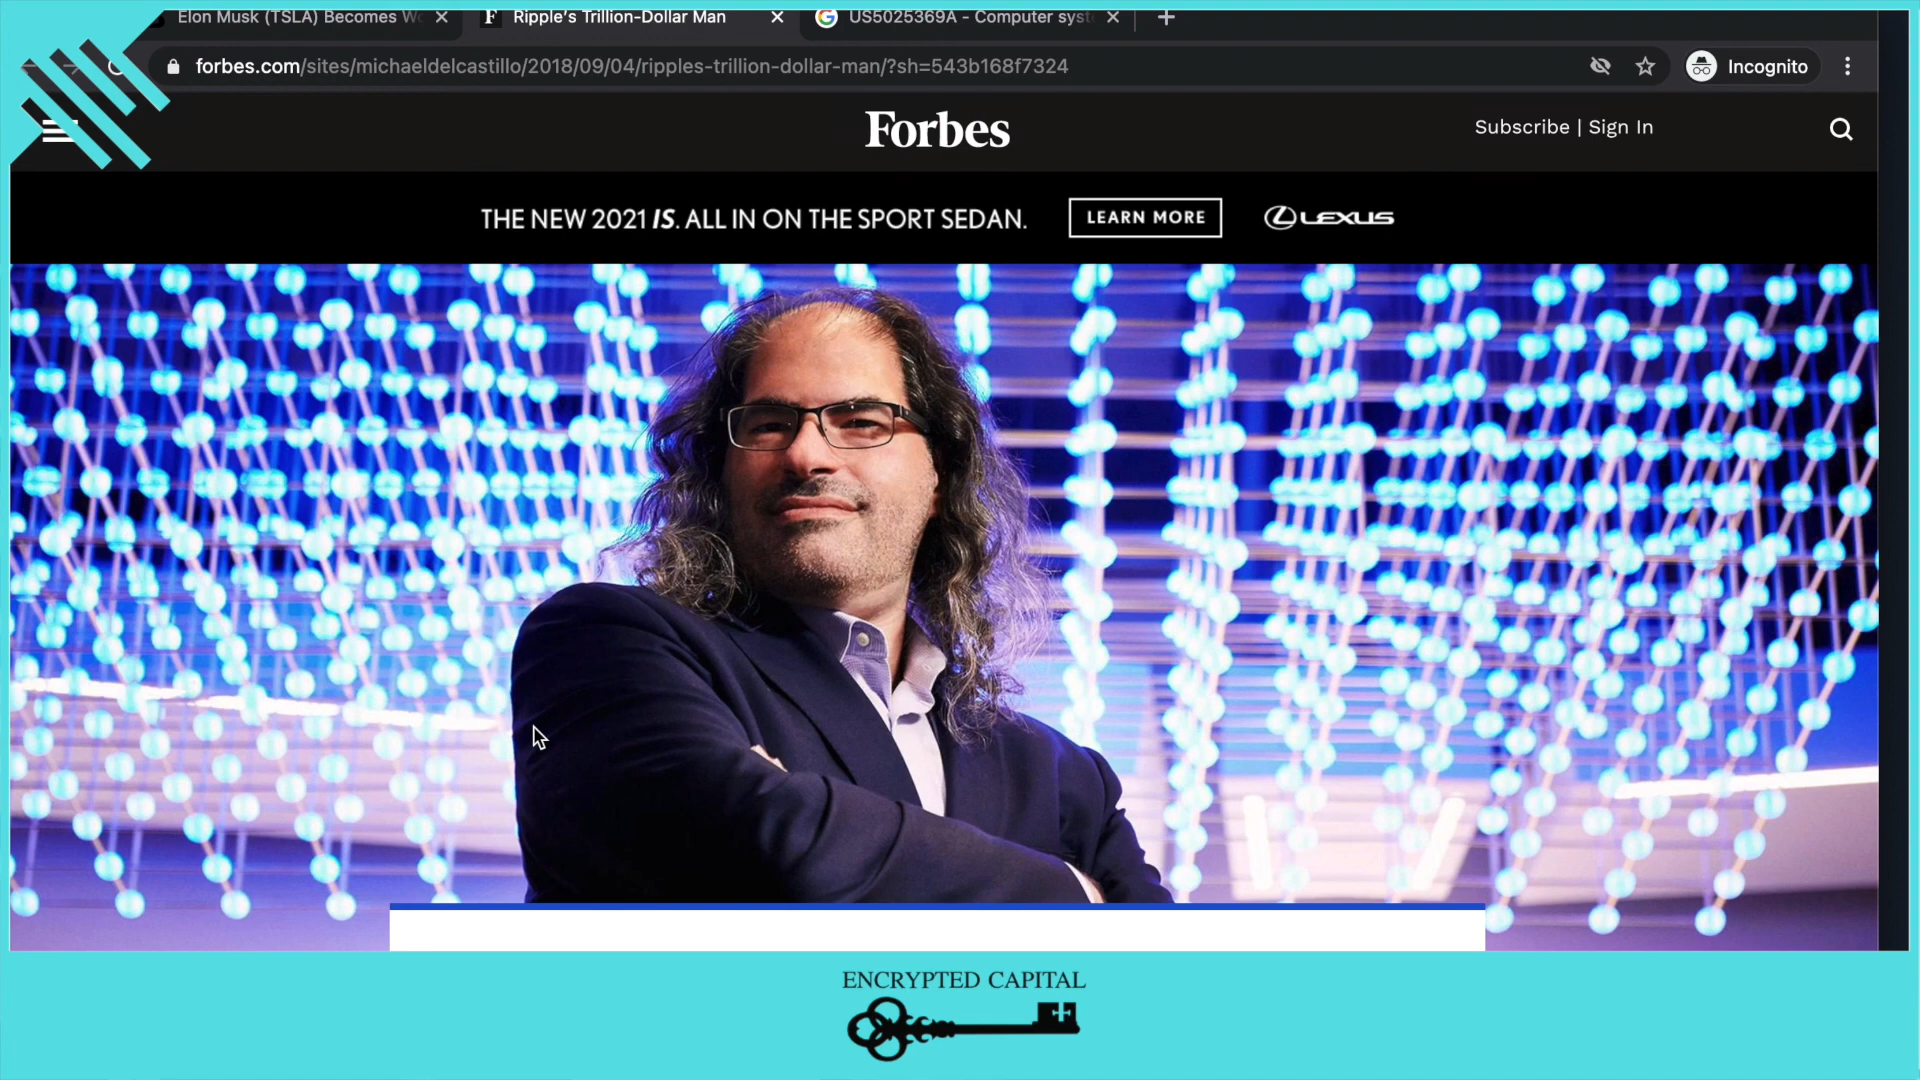 Elon Musk (TSLA) Becomes W
Ripple's Trillion-Dollar Man
US5025369A - Computer syst
forbes.com/sites/michaeldelcastillo/2018/09/04/ripples-trillion-dollar-man/?sh=543b168f7324
Incognito
Forbes
Subscribe | Sign In
THE NEW 2021 IS. ALL IN ON THE SPORT SEDAN.
LEARN MORE
LEXUS
ENCRYPTED CAPITAL